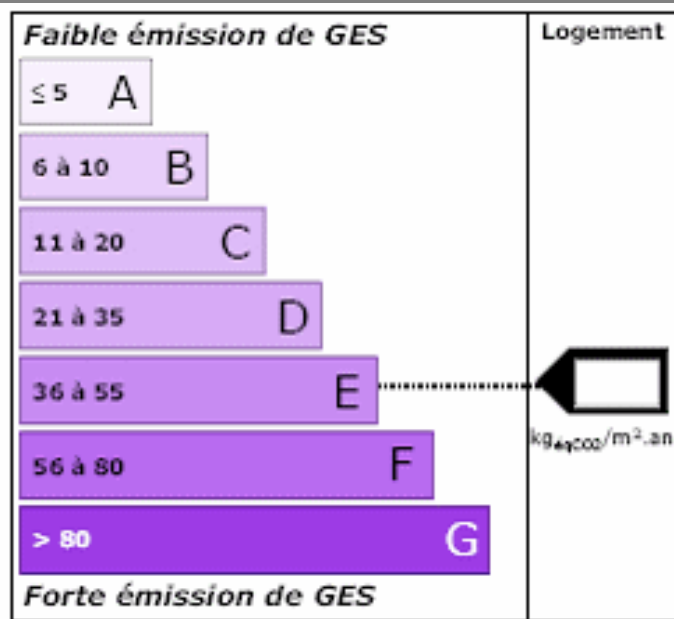 Faible émission de GES
Logement
≤ 5 A
6 à 10 B
11 à 20 C
21 à 35 D
36 à 55 E
kgéqCO2/m².an
56 à 80 F
> 80 G
Forte émission de GES